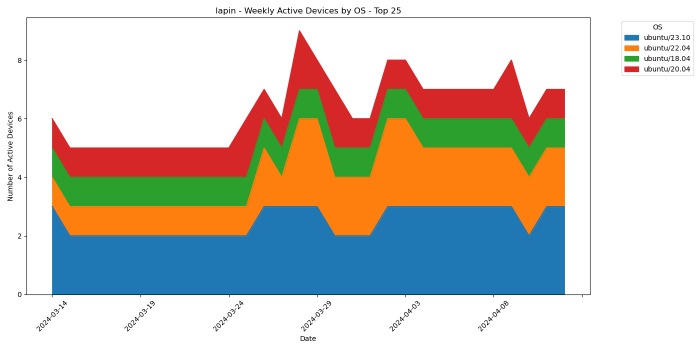 lapin - Weekly Active Devices by OS - Top 25
OS
ubuntu/23.10
ubuntu/22.04
ubuntu/18.04
ubuntu/20.04
Number of Active Devices
8
6
4
2
0
2024-03-14
2024-03-19
2024-03-24
2024-03-29
2024-04-03
2024-04-08
Date